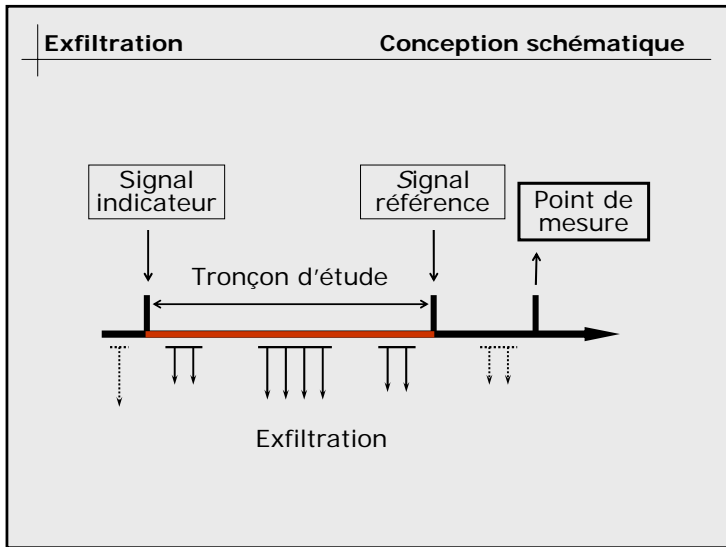 Exfiltration
Conception schématique
Signal
indicateur
Signal
référence
Point de
mesure
Tronçon d'étude
Exfiltration